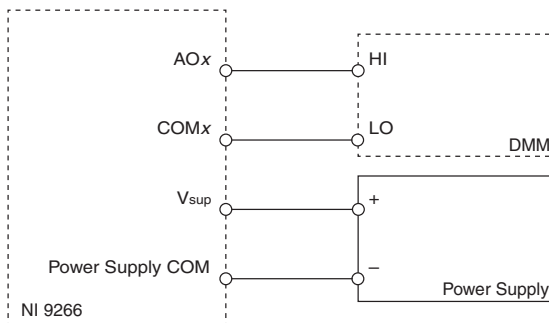 AOx HI
COMx LO
DMM
Vsup +
Power Supply COM –
Power Supply
NI 9266